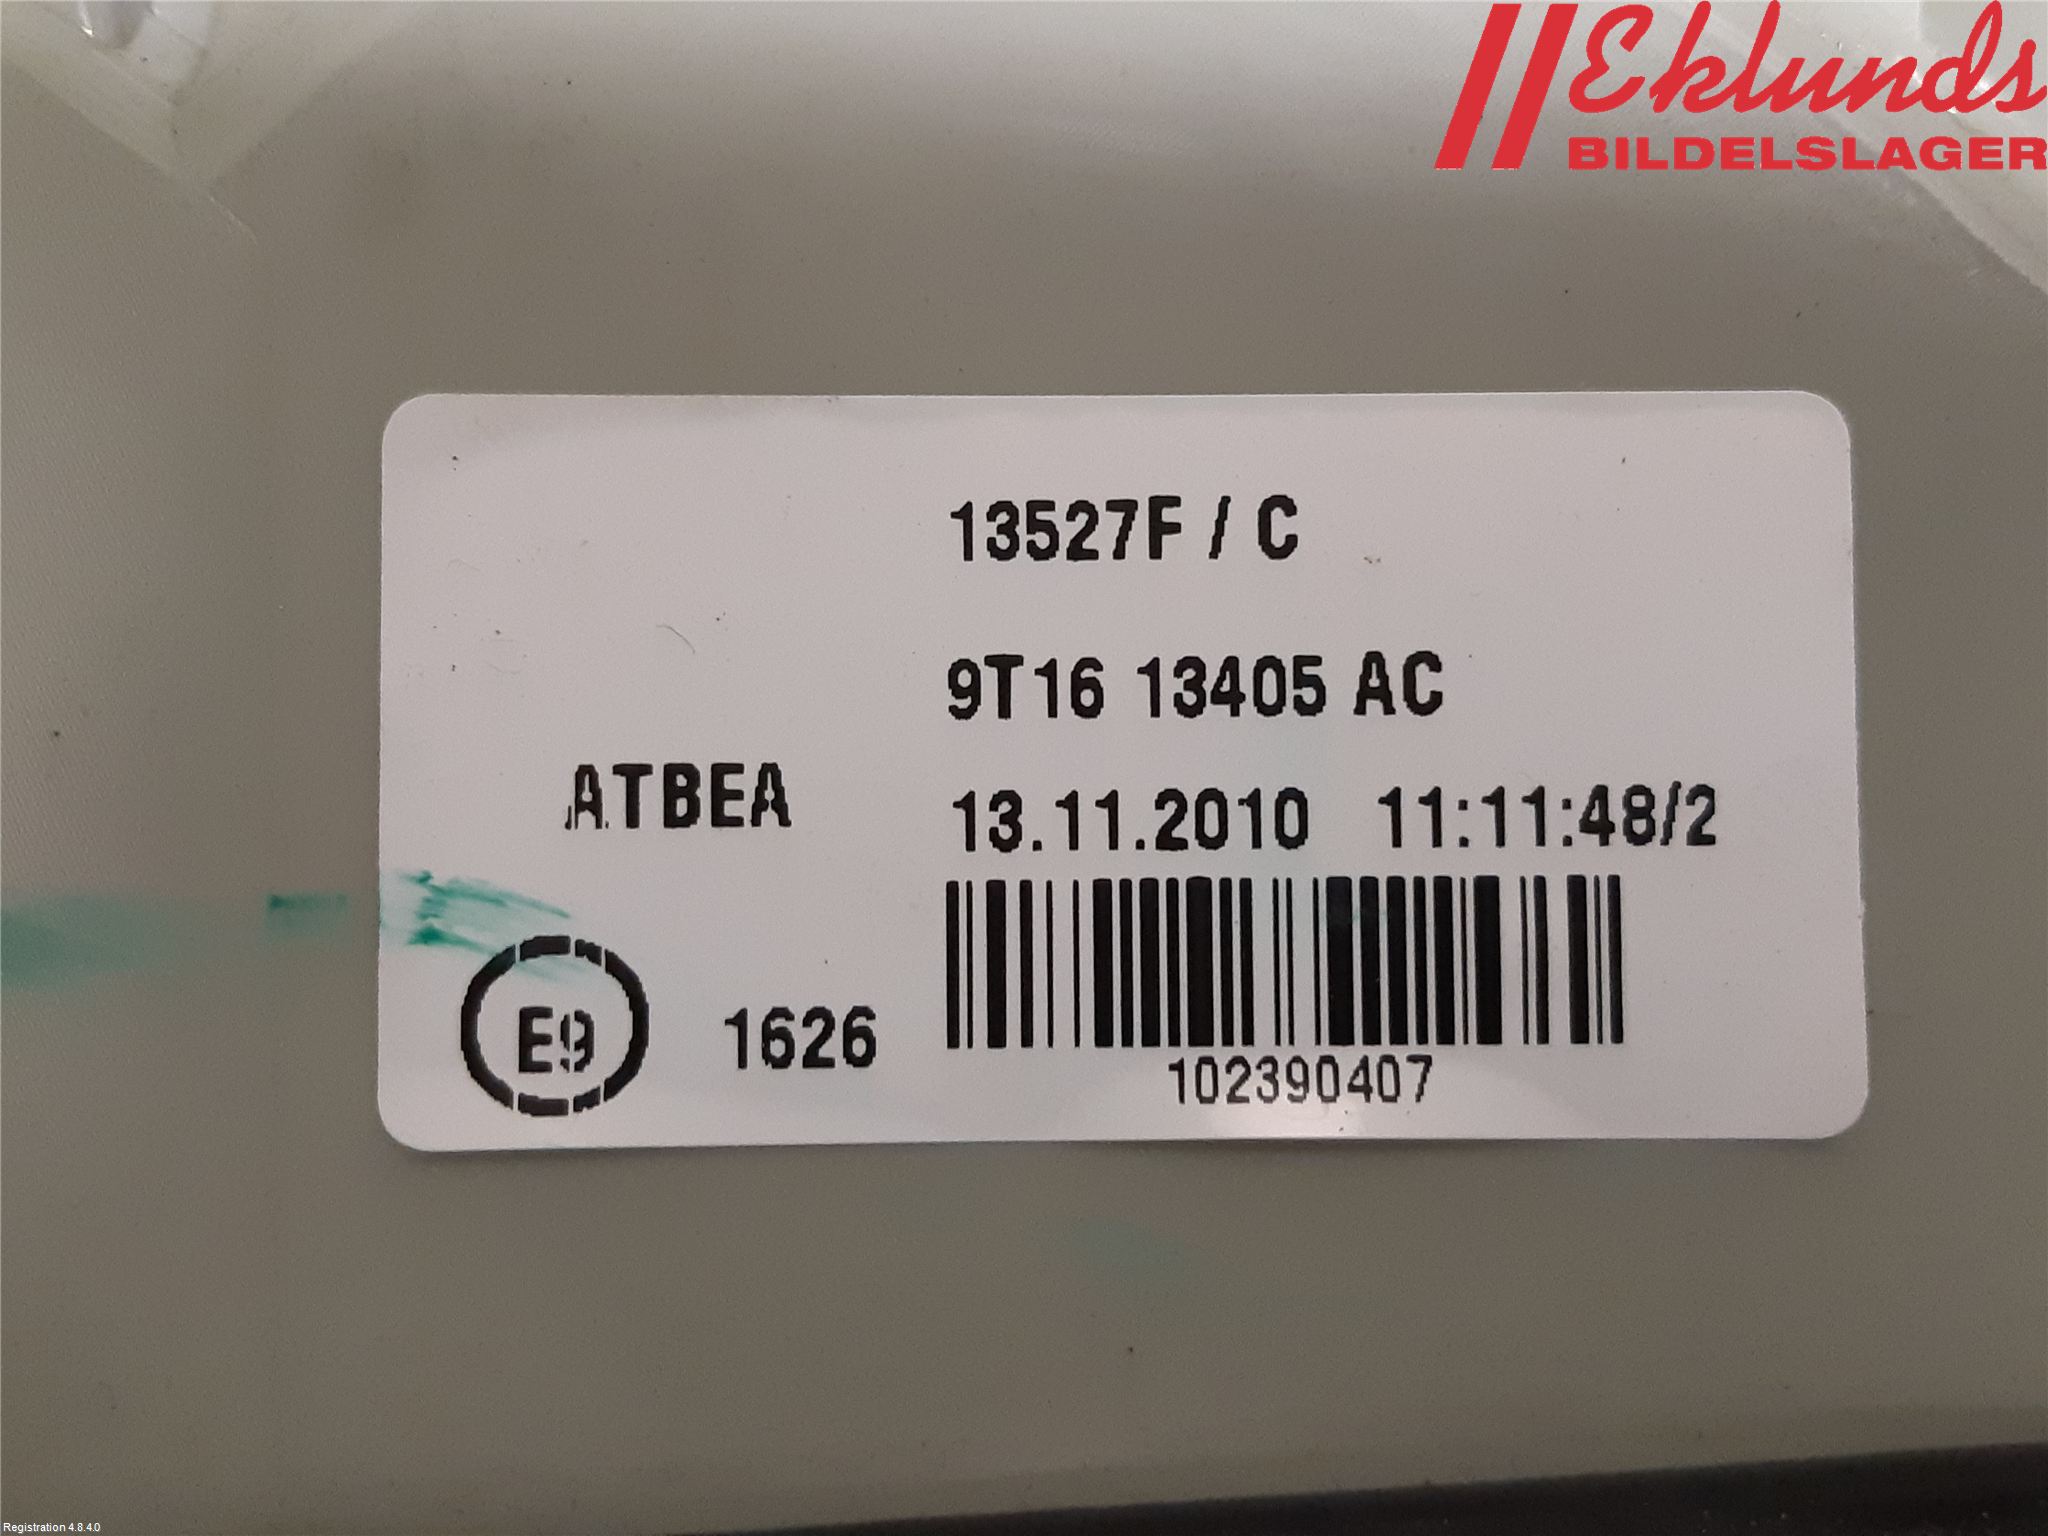 Eklunds
BILDELSLAGER
13527F / C
9T16 13405 AC
ATBEA
13.11.2010 11:11:48/2
E9
1626
102390407
Registration 4.8.4.0